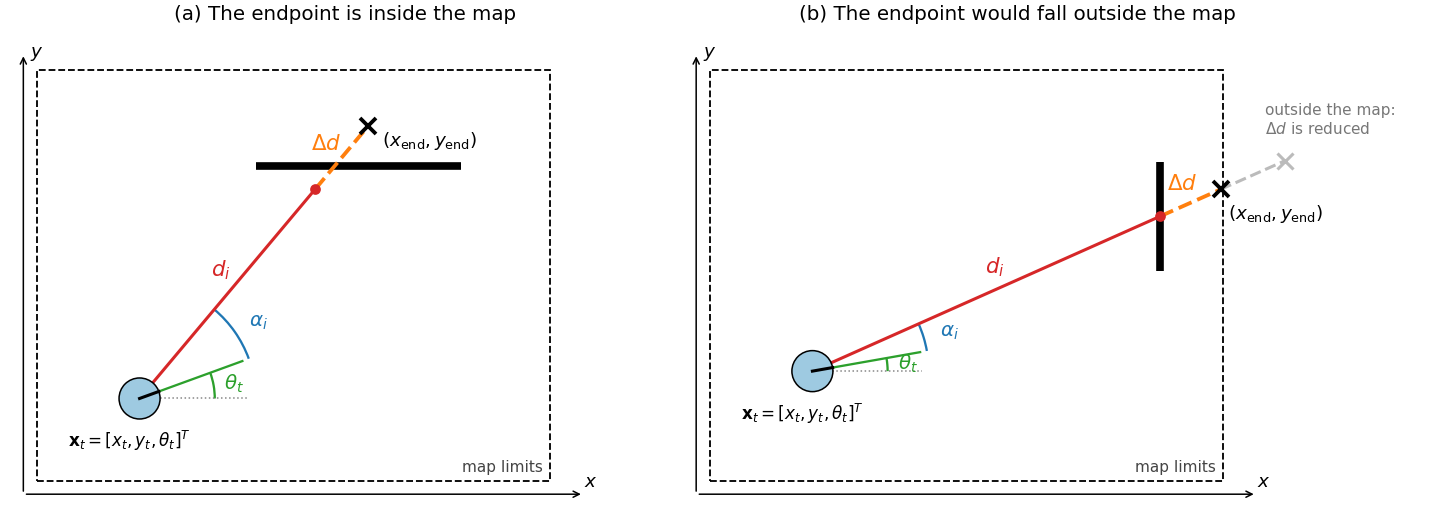 (a) The endpoint is inside the map
y
Δd
(x_end, y_end)
d_i
α_i
θ_t
x_t = [x_t, y_t, θ_t]^T
map limits
x
(b) The endpoint would fall outside the map
y
outside the map:
Δd is reduced
Δd
(x_end, y_end)
d_i
α_i
θ_t
x_t = [x_t, y_t, θ_t]^T
map limits
x